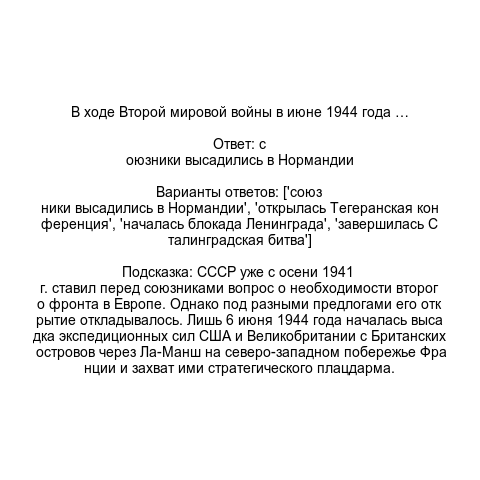 В ходе Второй мировой войны в июне 1944 года …
Ответ: с
оюзники высадились в Нормандии
Варианты ответов: ['союз
ники высадились в Нормандии', 'открылась Тегеранская кон
ференция', 'началась блокада Ленинграда', 'завершилась С
талинградская битва']
Подсказка: СССР уже с осени 1941
г. ставил перед союзниками вопрос о необходимости второг
о фронта в Европе. Однако под разными предлогами его отк
рытие откладывалось. Лишь 6 июня 1944 года началась выса
дка экспедиционных сил США и Великобритании с Британских
островов через Ла-Манш на северо-западном побережье Фра
нции и захват ими стратегического плацдарма.